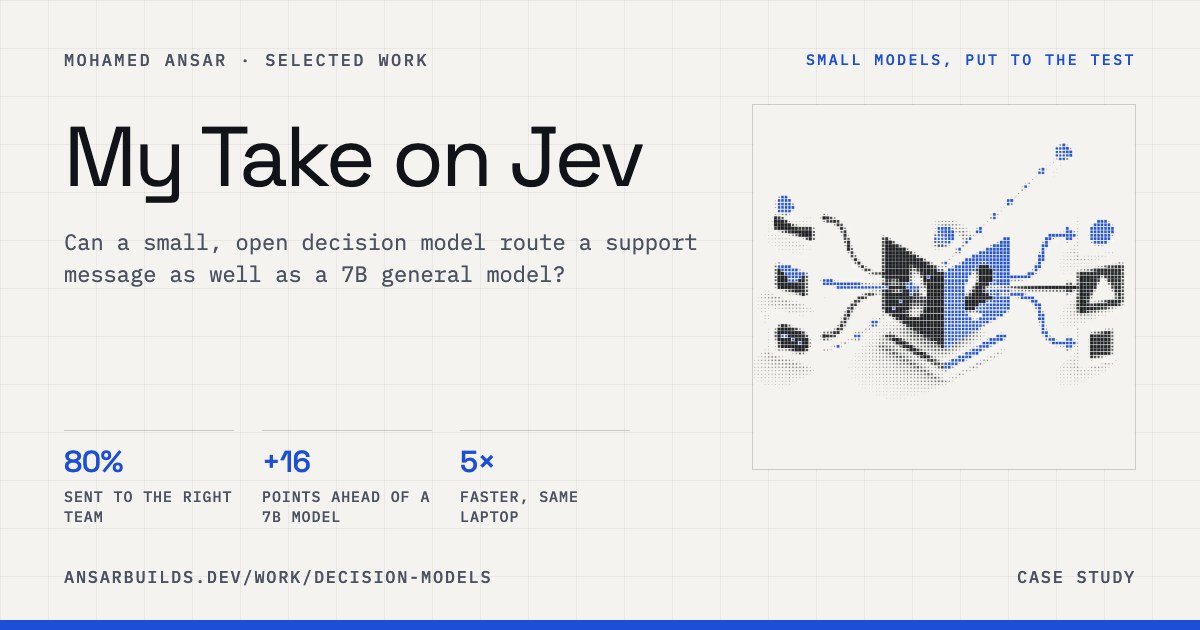 MOHAMED ANSAR · SELECTED WORK
SMALL MODELS, PUT TO THE TEST
My Take on Jev
Can a small, open decision model route a support
message as well as a 7B general model?
80%
SENT TO THE RIGHT
TEAM
+16
POINTS AHEAD OF A
7B MODEL
5×
FASTER, SAME
LAPTOP
ANSARBUILDS.DEV/WORK/DECISION-MODELS
CASE STUDY